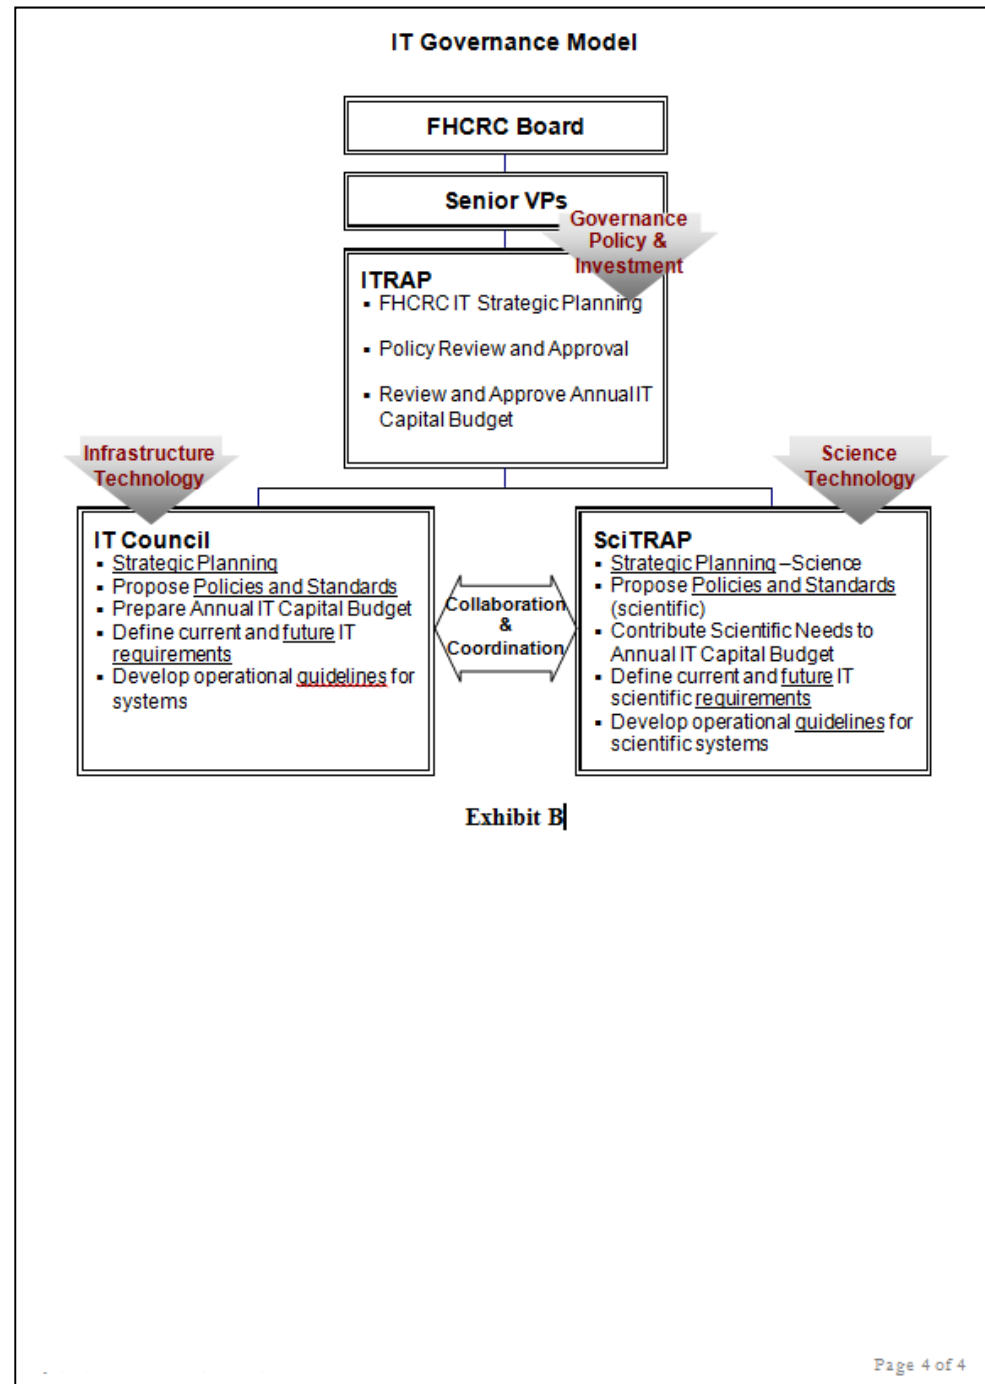 IT Governance Model
FHCRC Board
Senior VPs
Governance
Policy &
Investment
ITRAP
▪ FHCRC IT Strategic Planning
▪ Policy Review and Approval
▪ Review and Approve Annual IT
Capital Budget
Infrastructure
Technology
Science
Technology
IT Council
▪ Strategic Planning
▪ Propose Policies and Standards
▪ Prepare Annual IT Capital Budget
▪ Define current and future IT
requirements
▪ Develop operational guidelines for
systems
Collaboration
&
Coordination
SciTRAP
▪ Strategic Planning –Science
▪ Propose Policies and Standards
(scientific)
▪ Contribute Scientific Needs to
Annual IT Capital Budget
▪ Define current and future IT
scientific requirements
▪ Develop operational guidelines for
scientific systems
Exhibit B
Page 4 of 4